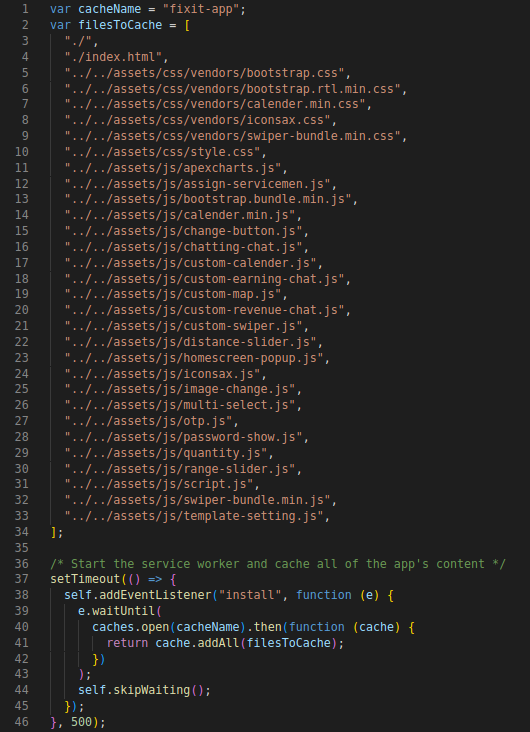 1 var cacheName = "fixit-app";
2 var filesToCache = [
3 "./",
4 "./index.html",
5 "../../assets/css/vendors/bootstrap.css",
6 "../../assets/css/vendors/bootstrap.rtl.min.css",
7 "../../assets/css/vendors/calender.min.css",
8 "../../assets/css/vendors/iconsax.css",
9 "../../assets/css/vendors/swiper-bundle.min.css",
10 "../../assets/css/style.css",
11 "../../assets/js/apexcharts.js",
12 "../../assets/js/assign-servicemen.js",
13 "../../assets/js/bootstrap.bundle.min.js",
14 "../../assets/js/calender.min.js",
15 "../../assets/js/change-button.js",
16 "../../assets/js/chatting-chat.js",
17 "../../assets/js/custom-calender.js",
18 "../../assets/js/custom-earning-chat.js",
19 "../../assets/js/custom-map.js",
20 "../../assets/js/custom-revenue-chat.js",
21 "../../assets/js/custom-swiper.js",
22 "../../assets/js/distance-slider.js",
23 "../../assets/js/homescreen-popup.js",
24 "../../assets/js/iconsax.js",
25 "../../assets/js/image-change.js",
26 "../../assets/js/multi-select.js",
27 "../../assets/js/otp.js",
28 "../../assets/js/password-show.js",
29 "../../assets/js/quantity.js",
30 "../../assets/js/range-slider.js",
31 "../../assets/js/script.js",
32 "../../assets/js/swiper-bundle.min.js",
33 "../../assets/js/template-setting.js",
34 ];
35
36 /* Start the service worker and cache all of the app's content */
37 setTimeout(() => {
38 self.addEventListener("install", function (e) {
39 e.waitUntil(
40 caches.open(cacheName).then(function (cache) {
41 return cache.addAll(filesToCache);
42 })
43 );
44 self.skipWaiting();
45 });
46 }, 500);